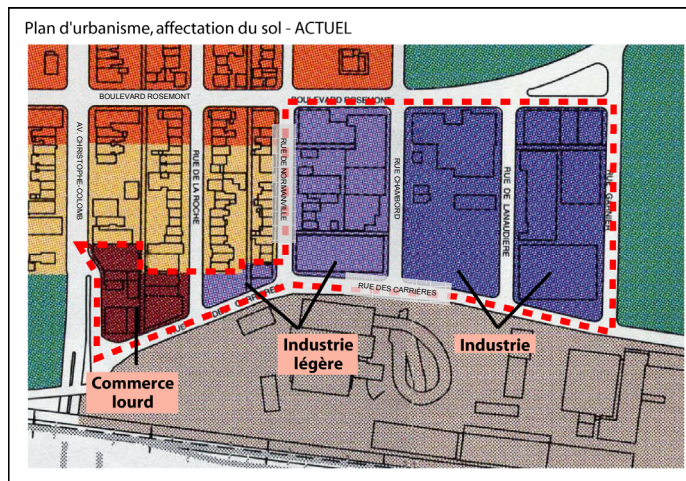 Plan d'urbanisme, affectation du sol - ACTUEL
BOULEVARD ROSEMONT
BOULEVARD ROSEMONT
AV. CHRISTOPHE-COLOMB
RUE DE LA ROCHE
RUE DE NORMANVILLE
RUE CHAMBORD
RUE DE LANAUDIERE
RUE DES CARRIÈRES
Industrie
légère
Industrie
Commerce
lourd